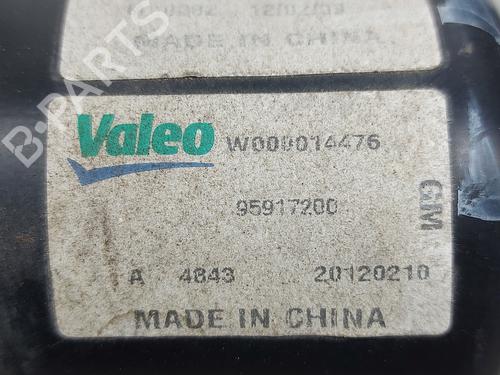 MADE IN CHINA
B-PARTS
Valeo W000014476
95917200
GM
A 4843 20120210
MADE IN CHINA